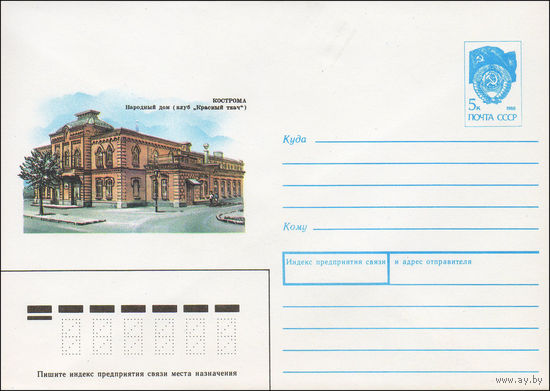 КОСТРОМА
Народный дом (клуб „Красный ткач“)
5к 1988
ПОЧТА СССР
Куда
Кому
Индекс предприятия связи и адрес отправителя
Пишите индекс предприятия связи места назначения
www.ay.by